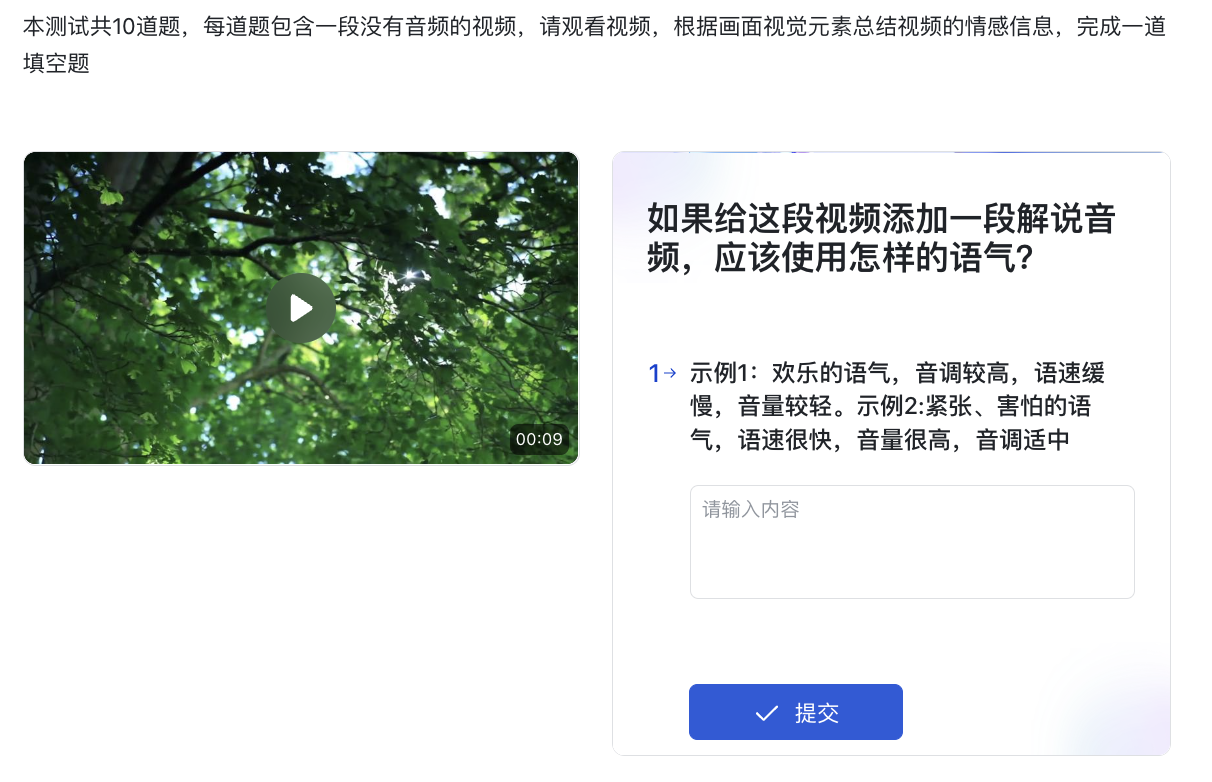 本测试共10道题，每道题包含一段没有音频的视频，请观看视频，根据画面视觉元素总结视频的情感信息，完成一道
填空题
00:09
如果给这段视频添加一段解说音
频，应该使用怎样的语气？
1→ 示例1：欢乐的语气，音调较高，语速缓
慢，音量较轻。示例2:紧张、害怕的语
气，语速很快，音量很高，音调适中
请输入内容
提交